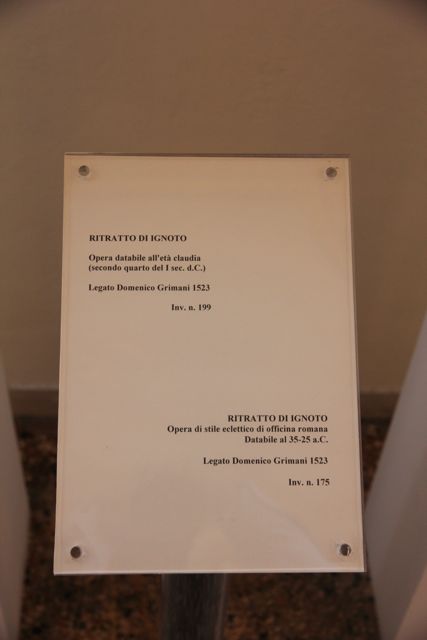 RITRATTO DI IGNOTO
Opera databile all'età claudia
(secondo quarto del I sec. d.C.)
Legato Domenico Grimani 1523
Inv. n. 199
RITRATTO DI IGNOTO
Opera di stile eclettico di officina romana
Databile al 35-25 a.C.
Legato Domenico Grimani 1523
Inv. n. 175